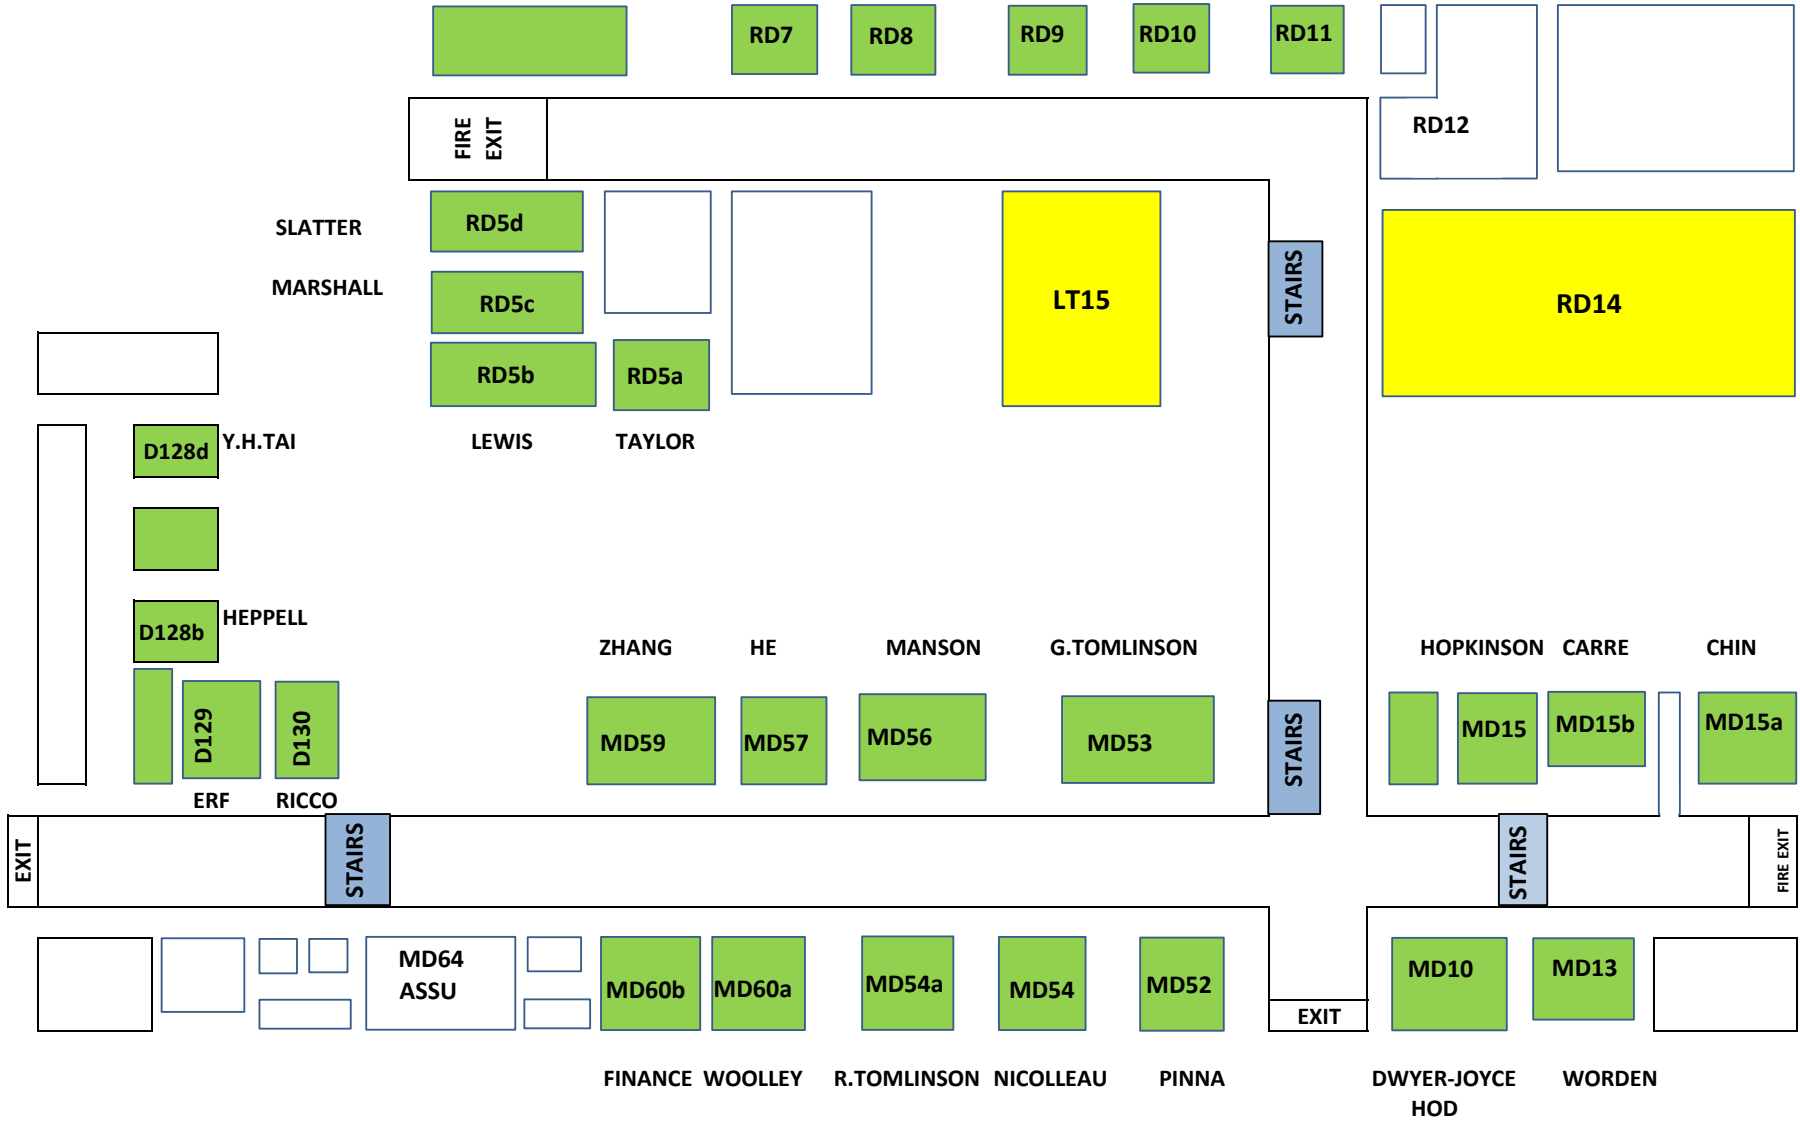 RD7
RD8
RD9
RD10
RD11
FIRE
EXIT
RD12
SLATTER
RD5d
MARSHALL
RD5c
LT15
STAIRS
RD14
RD5b
RD5a
LEWIS
TAYLOR
D128d
Y.H.TAI
D128b
HEPPELL
ZHANG
HE
MANSON
G.TOMLINSON
HOPKINSON
CARRE
CHIN
D129
D130
MD59
MD57
MD56
MD53
STAIRS
MD15
MD15b
MD15a
ERF
RICCO
EXIT
STAIRS
STAIRS
FIRE EXIT
MD64
ASSU
MD60b
MD60a
MD54a
MD54
MD52
EXIT
MD10
MD13
FINANCE
WOOLLEY
R.TOMLINSON
NICOLLEAU
PINNA
DWYER-JOYCE
HOD
WORDEN